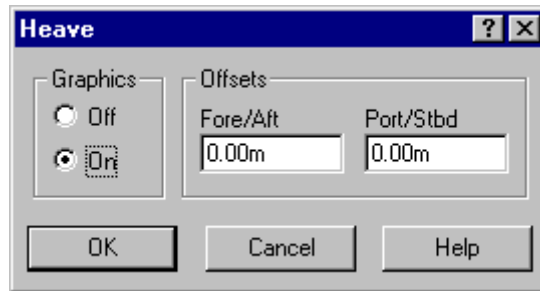 Heave
Graphics
Off
On
Offsets
Fore/Aft
Port/Stbd
0.00m
0.00m
OK
Cancel
Help